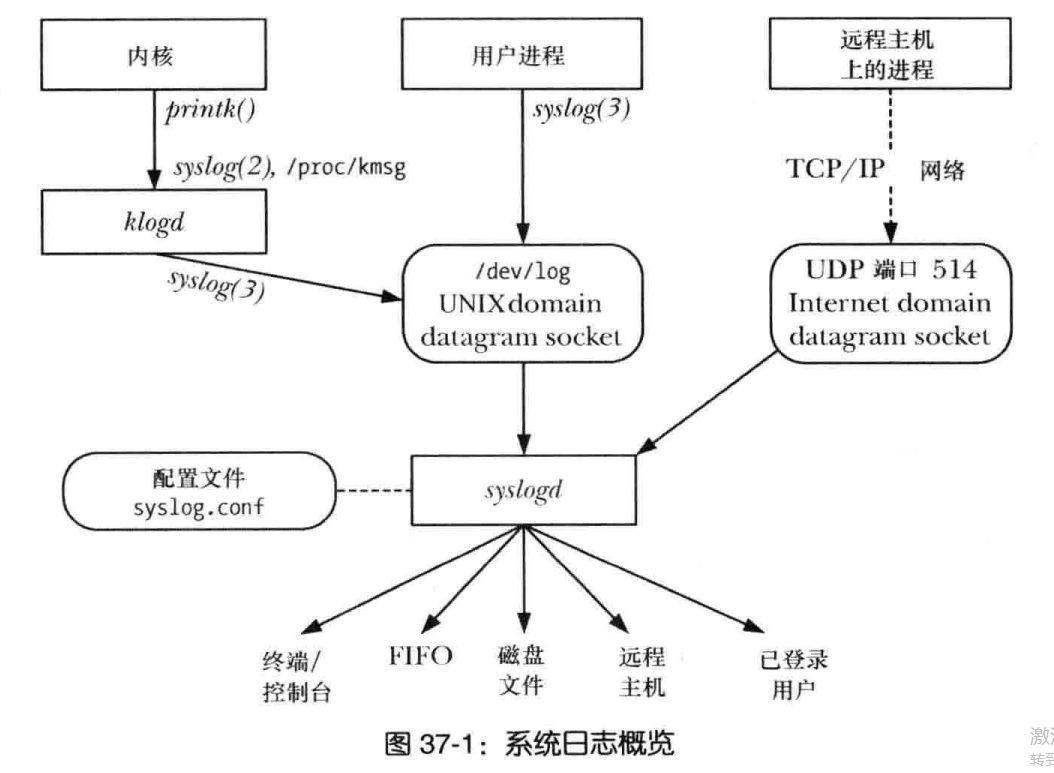 内核
用户进程
远程主机
上的进程
printk()
syslog(3)
syslog(2), /proc/kmsg
TCP/IP 网络
klogd
syslog(3)
/dev/log
UNIX domain
datagram socket
UDP 端口 514
Internet domain
datagram socket
配置文件
syslog.conf
syslogd
终端/
控制台
FIFO
磁盘
文件
远程
主机
已登录
用户
图 37-1：系统日志概览